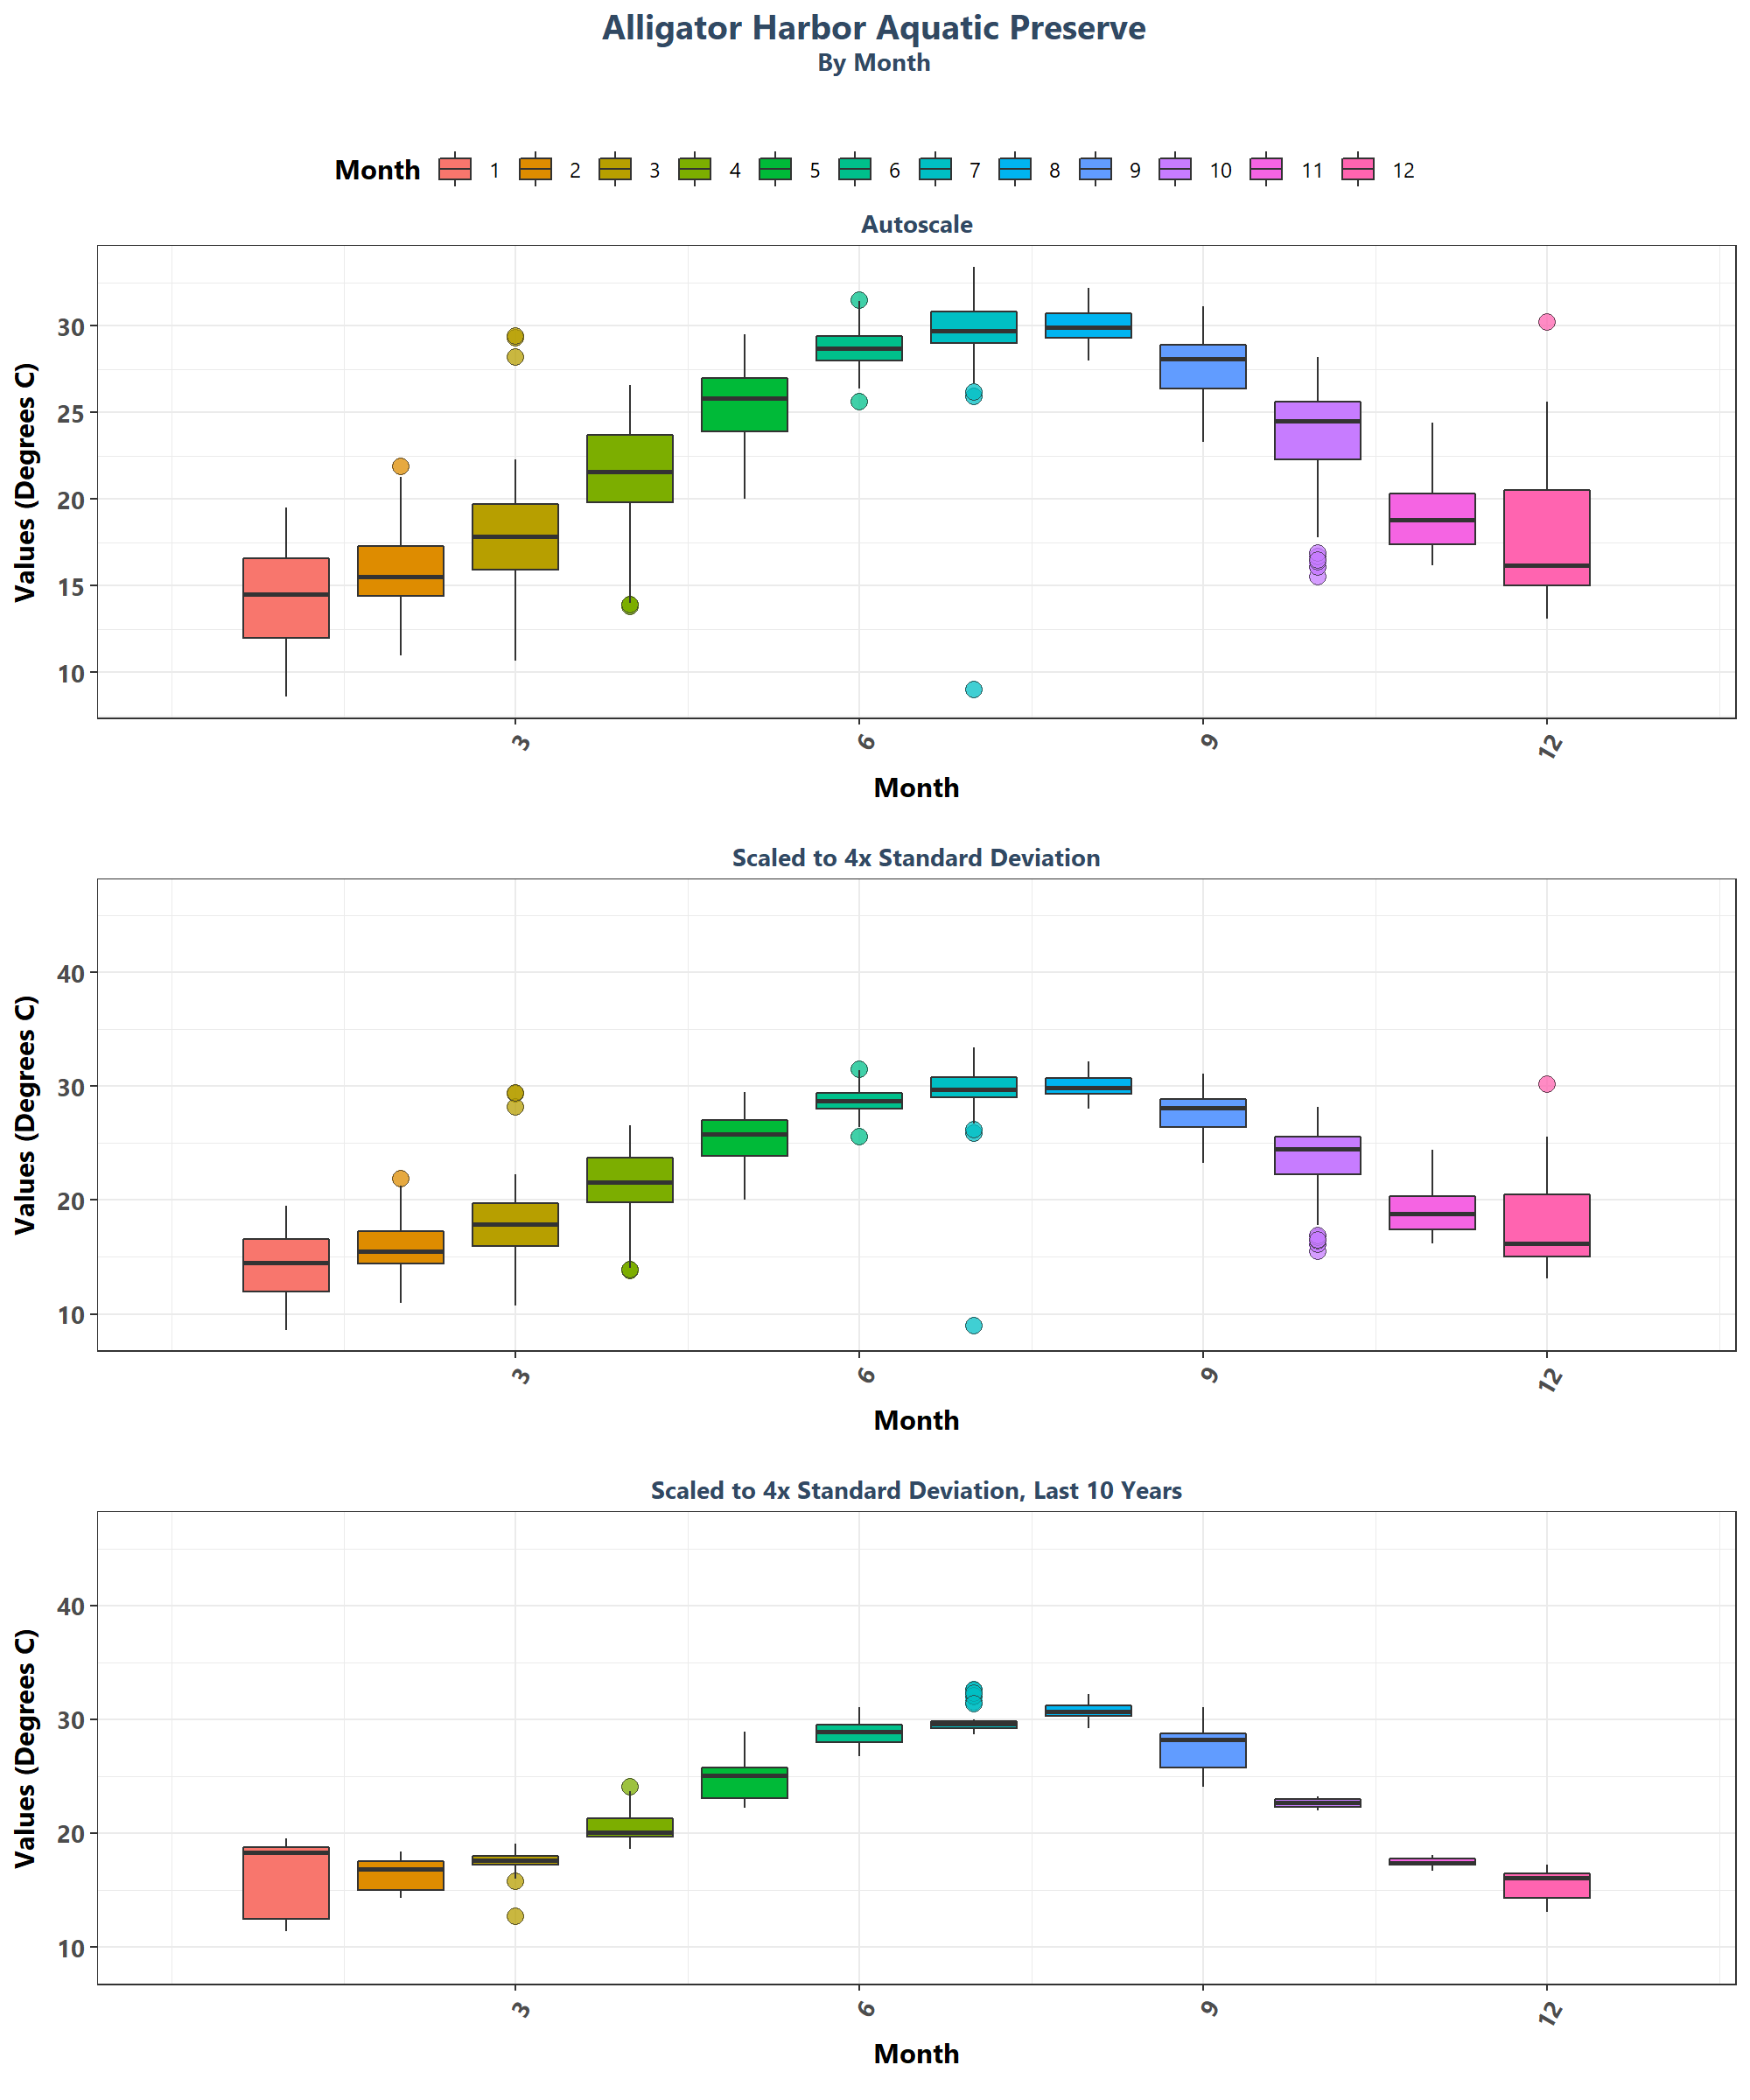 Alligator Harbor Aquatic Preserve
By Month
Month 1 2 3 4 5 6 7 8 9 10 11 12
Autoscale
Values (Degrees C)
30
25
20
15
10
3 6 9 12
Month
Scaled to 4x Standard Deviation
Values (Degrees C)
40
30
20
10
3 6 9 12
Month
Scaled to 4x Standard Deviation, Last 10 Years
Values (Degrees C)
40
30
20
10
3 6 9 12
Month